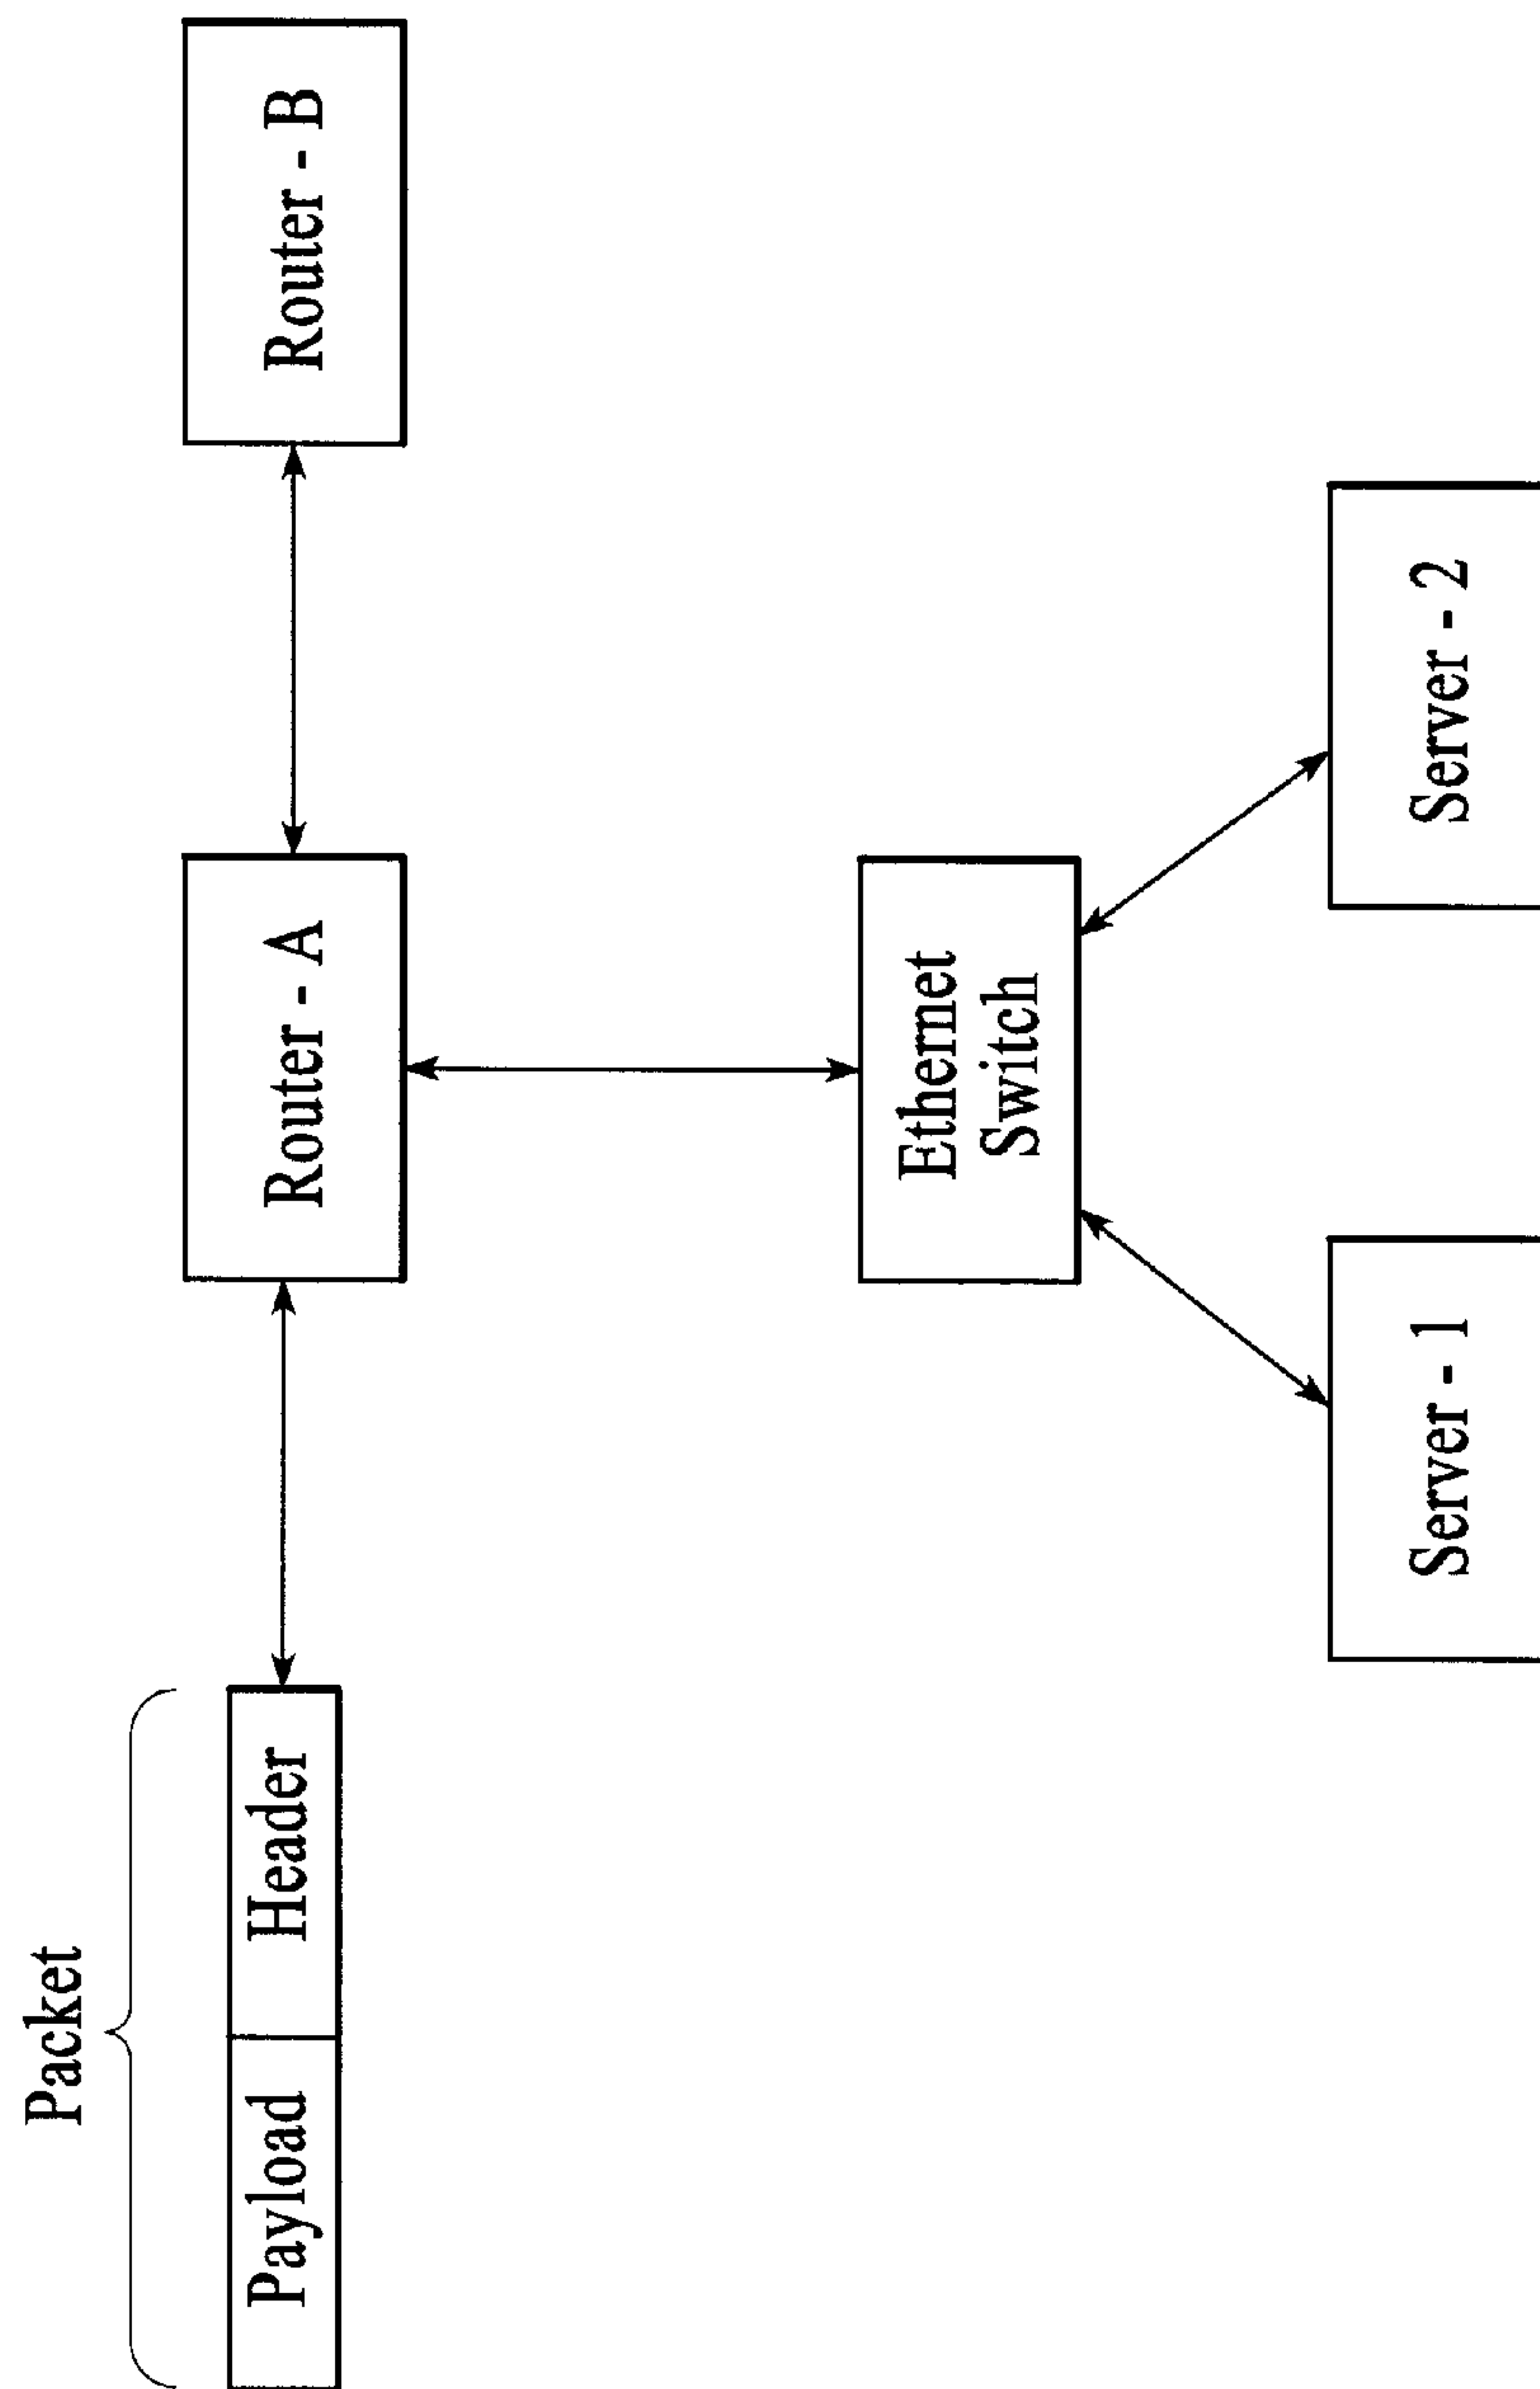 Packet
Payload
Header
Router - A
Router - B
Ethernet
Switch
Server - 1
Server - 2